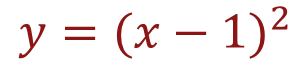 y = (x − 1)²